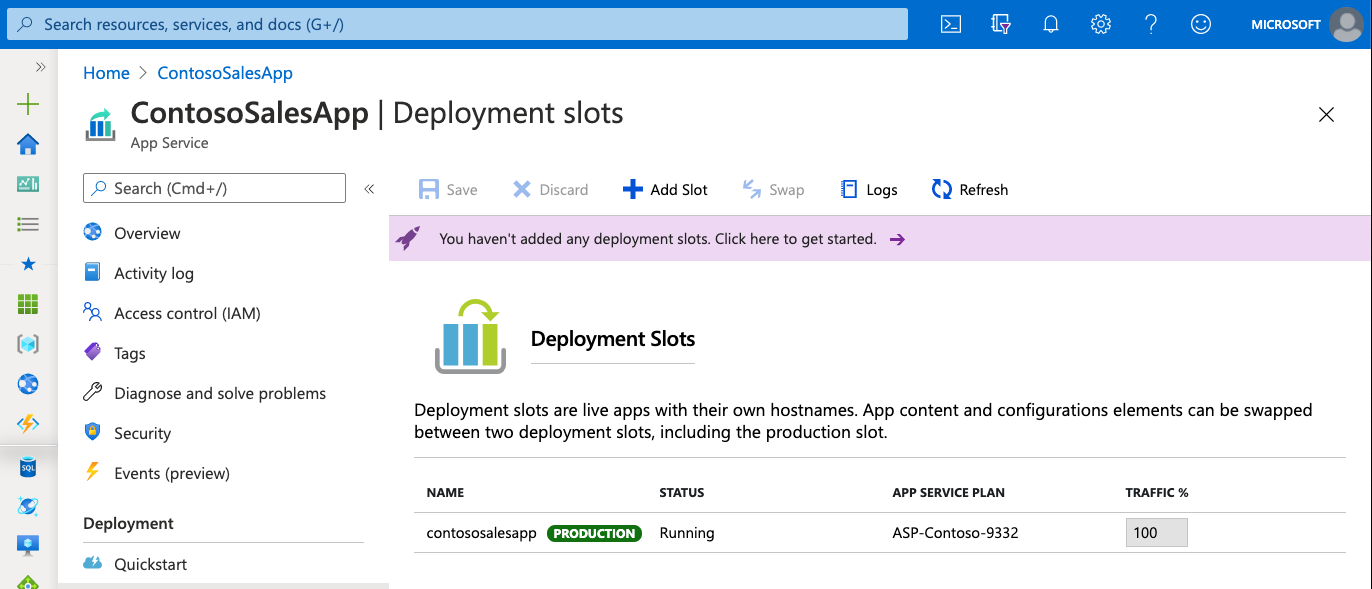 Search resources, services, and docs (G+/)
MICROSOFT
Home > ContosoSalesApp
ContosoSalesApp | Deployment slots
App Service
Search (Cmd+/)
Save
Discard
Add Slot
Swap
Logs
Refresh
You haven't added any deployment slots. Click here to get started.
Overview
Activity log
Access control (IAM)
Tags
Diagnose and solve problems
Security
Events (preview)
Deployment
Quickstart
Deployment Slots
Deployment slots are live apps with their own hostnames. App content and configurations elements can be swapped
between two deployment slots, including the production slot.
NAME STATUS APP SERVICE PLAN TRAFFIC %
contososalesapp PRODUCTION Running ASP-Contoso-9332 100
SQL